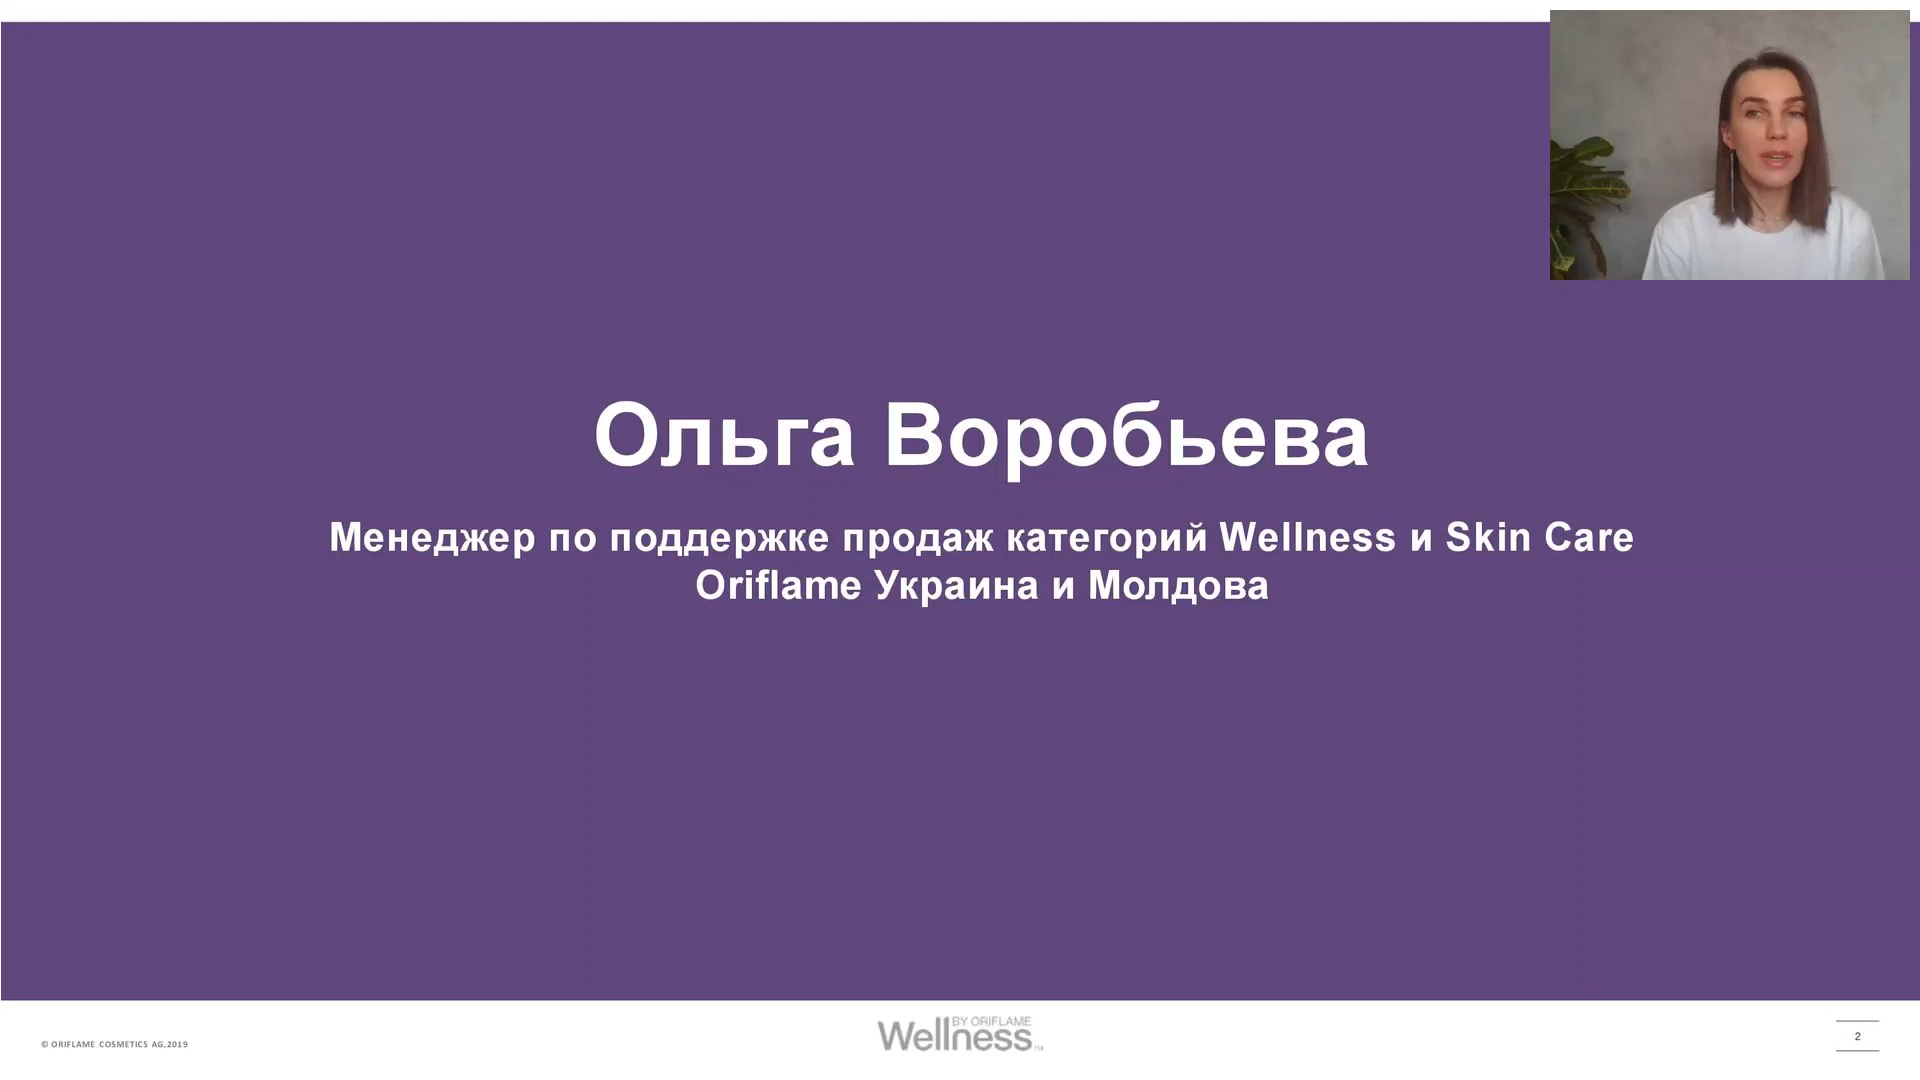 Ольга Воробьева
Менеджер по поддержке продаж категорий Wellness и Skin Care
Oriflame Украина и Молдова
© ORIFLAME COSMETICS AG,2019
BY ORIFLAME
Wellness™
2